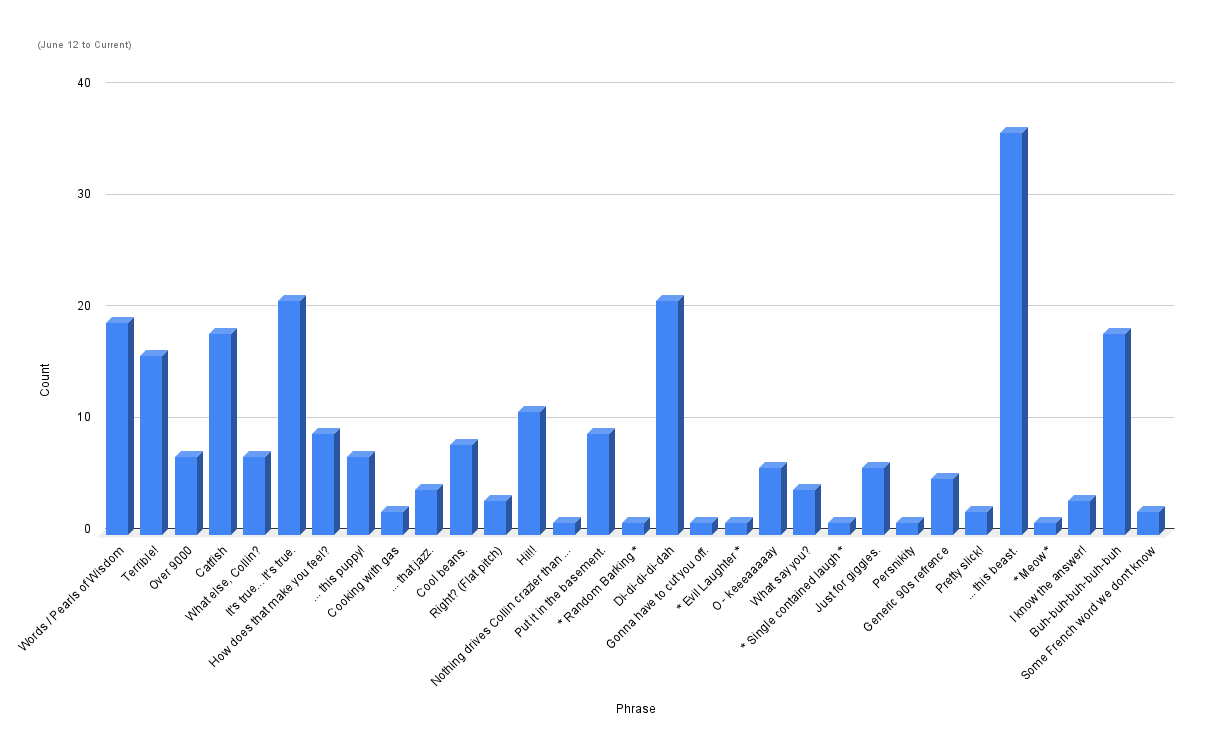 (June 12 to Current)
40
30
20
10
0
Count
Words / Pearls of Wisdom
Terrible!
Over 9000
Catfish
What else, Collin?
It's true... It's true.
How does that make you feel?
... this puppy!
Cooking with gas
... that jazz.
Cool beans.
Right? (Flat pitch)
Hill!
Nothing drives Collin crazier than ...
Put it in the basement.
* Random Barking *
Di-di-di-di-dah
Gonna have to cut you off.
* Evil Laughter *
O - keeeaaaay
What say you?
* Single contained laugh *
Just for giggles.
Persnikity
Generic 90s refrence
Pretty slick!
... this beast.
* Meow *
I know the answer!
Buh-buh-buh-buh-buh
Some French word we don't know
Phrase